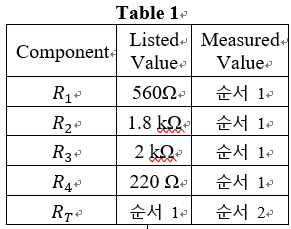 Table 1
Component Listed Value Measured Value
R1 560Ω 순서 1
R2 1.8 kΩ 순서 1
R3 2 kΩ 순서 1
R4 220 Ω 순서 1
RT 순서 1 순서 2